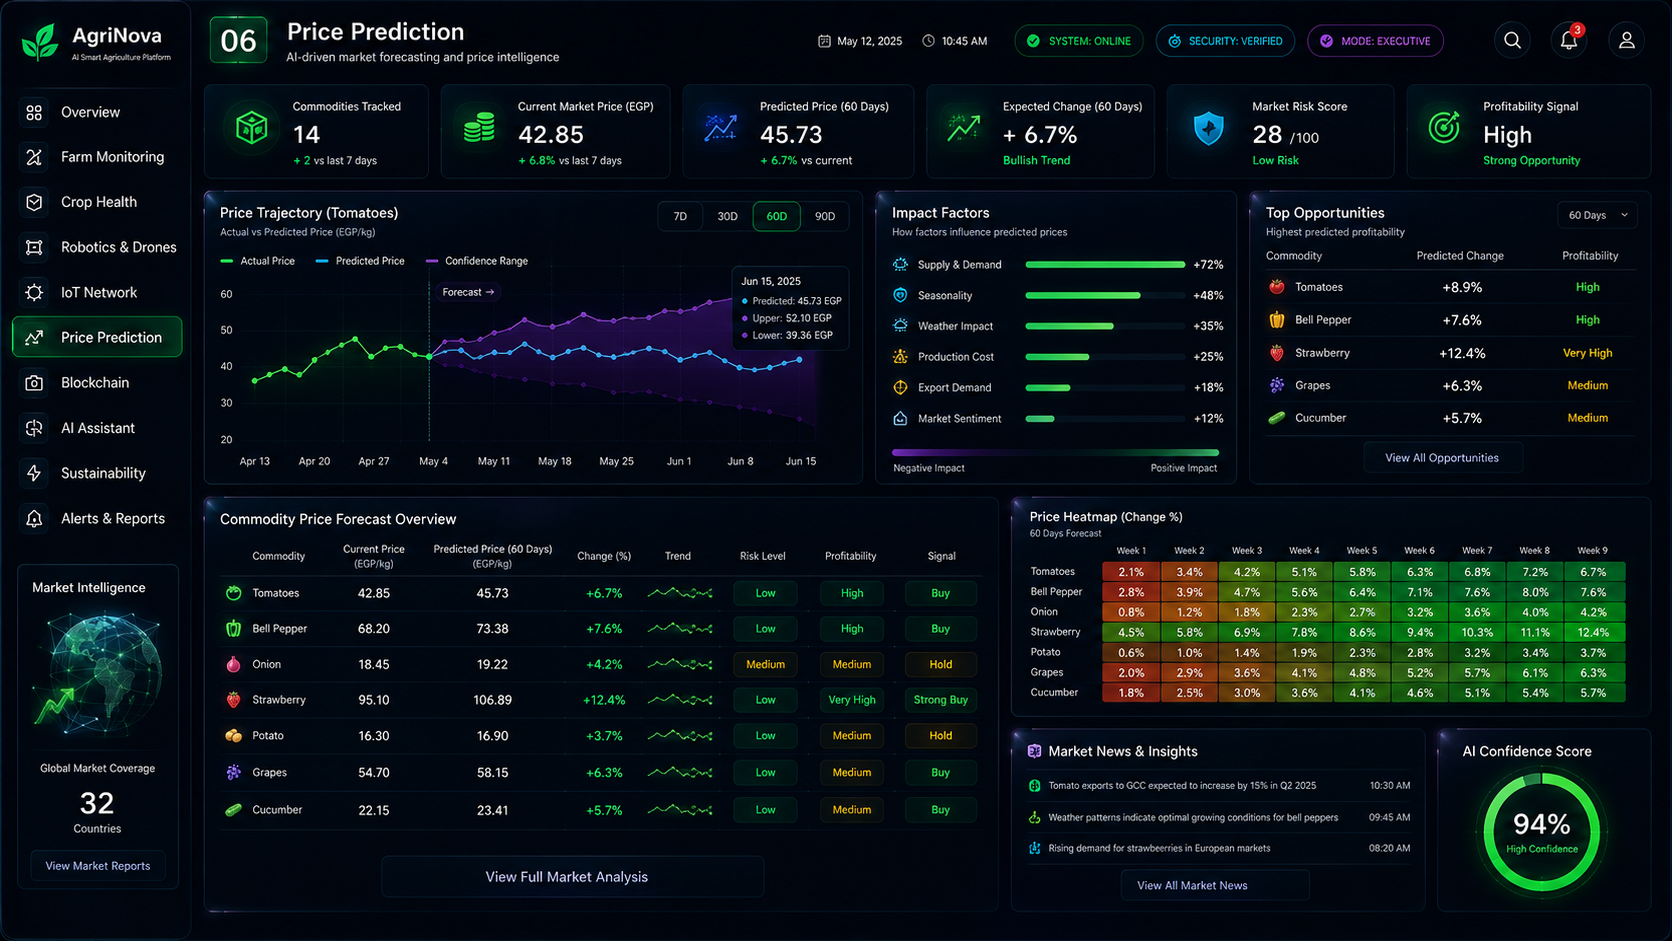 AgriNova
AI Smart Agriculture Platform
Overview
Farm Monitoring
Crop Health
Robotics & Drones
IoT Network
Price Prediction
Blockchain
AI Assistant
Sustainability
Alerts & Reports
Market Intelligence
Global Market Coverage
32
Countries
View Market Reports
06
Price Prediction
AI-driven market forecasting and price intelligence
May 12, 2025
10:45 AM
SYSTEM: ONLINE
SECURITY: VERIFIED
MODE: EXECUTIVE
3
Commodities Tracked
14
+ 2 vs last 7 days
Current Market Price (EGP)
42.85
+ 6.8% vs last 7 days
Predicted Price (60 Days)
45.73
+ 6.7% vs current
Expected Change (60 Days)
+ 6.7%
Bullish Trend
Market Risk Score
28 /100
Low Risk
Profitability Signal
High
Strong Opportunity
Price Trajectory (Tomatoes)
Actual vs Predicted Price (EGP/kg)
7D 30D 60D 90D
Actual Price Predicted Price Confidence Range
Forecast →
Jun 15, 2025
Predicted: 45.73 EGP
Upper: 52.10 EGP
Lower: 39.36 EGP
60
50
40
30
20
Apr 13 Apr 20 Apr 27 May 4 May 11 May 18 May 25 Jun 1 Jun 8 Jun 15
Impact Factors
How factors influence predicted prices
Supply & Demand +72%
Seasonality +48%
Weather Impact +35%
Production Cost +25%
Export Demand +18%
Market Sentiment +12%
Negative Impact Positive Impact
Top Opportunities
Highest predicted profitability
60 Days
Commodity Predicted Change Profitability
Tomatoes +8.9% High
Bell Pepper +7.6% High
Strawberry +12.4% Very High
Grapes +6.3% Medium
Cucumber +5.7% Medium
View All Opportunities
Commodity Price Forecast Overview
Commodity Current Price (EGP/kg) Predicted Price (60 Days) (EGP/kg) Change (%) Trend Risk Level Profitability Signal
Tomatoes 42.85 45.73 +6.7% Low High Buy
Bell Pepper 68.20 73.38 +7.6% Low High Buy
Onion 18.45 19.22 +4.2% Medium Medium Hold
Strawberry 95.10 106.89 +12.4% Low Very High Strong Buy
Potato 16.30 16.90 +3.7% Low Medium Hold
Grapes 54.70 58.15 +6.3% Low Medium Buy
Cucumber 22.15 23.41 +5.7% Low Medium Buy
View Full Market Analysis
Price Heatmap (Change %)
60 Days Forecast
Week 1 Week 2 Week 3 Week 4 Week 5 Week 6 Week 7 Week 8 Week 9
Tomatoes 2.1% 3.4% 4.2% 5.1% 5.8% 6.3% 6.8% 7.2% 6.7%
Bell Pepper 2.8% 3.9% 4.7% 5.6% 6.4% 7.1% 7.6% 8.0% 7.6%
Onion 0.8% 1.2% 1.8% 2.3% 2.7% 3.2% 3.6% 4.0% 4.2%
Strawberry 4.5% 5.8% 6.9% 7.8% 8.6% 9.4% 10.3% 11.1% 12.4%
Potato 0.6% 1.0% 1.4% 1.9% 2.3% 2.8% 3.2% 3.4% 3.7%
Grapes 2.0% 2.9% 3.6% 4.1% 4.8% 5.2% 5.7% 6.1% 6.3%
Cucumber 1.8% 2.5% 3.0% 3.6% 4.1% 4.6% 5.1% 5.4% 5.7%
Market News & Insights
Tomato exports to GCC expected to increase by 15% in Q2 2025 10:30 AM
Weather patterns indicate optimal growing conditions for bell peppers 09:45 AM
Rising demand for strawbeerries in European markets 08:20 AM
View All Market News
AI Confidence Score
94%
High Confidence